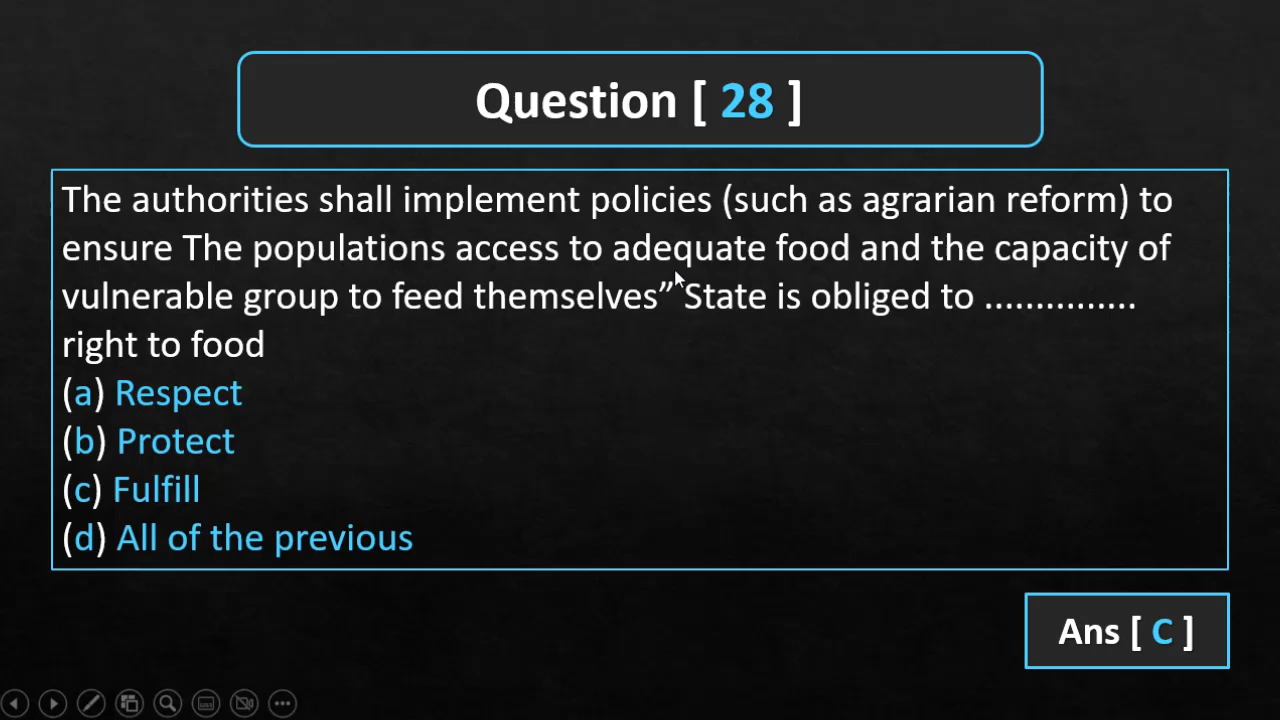 Question [ 28 ]
The authorities shall implement policies (such as agrarian reform) to
ensure The populations access to adequate food and the capacity of
vulnerable group to feed themselves” State is obliged to ...............
right to food
(a) Respect
(b) Protect
(c) Fulfill
(d) All of the previous
Ans [ C ]